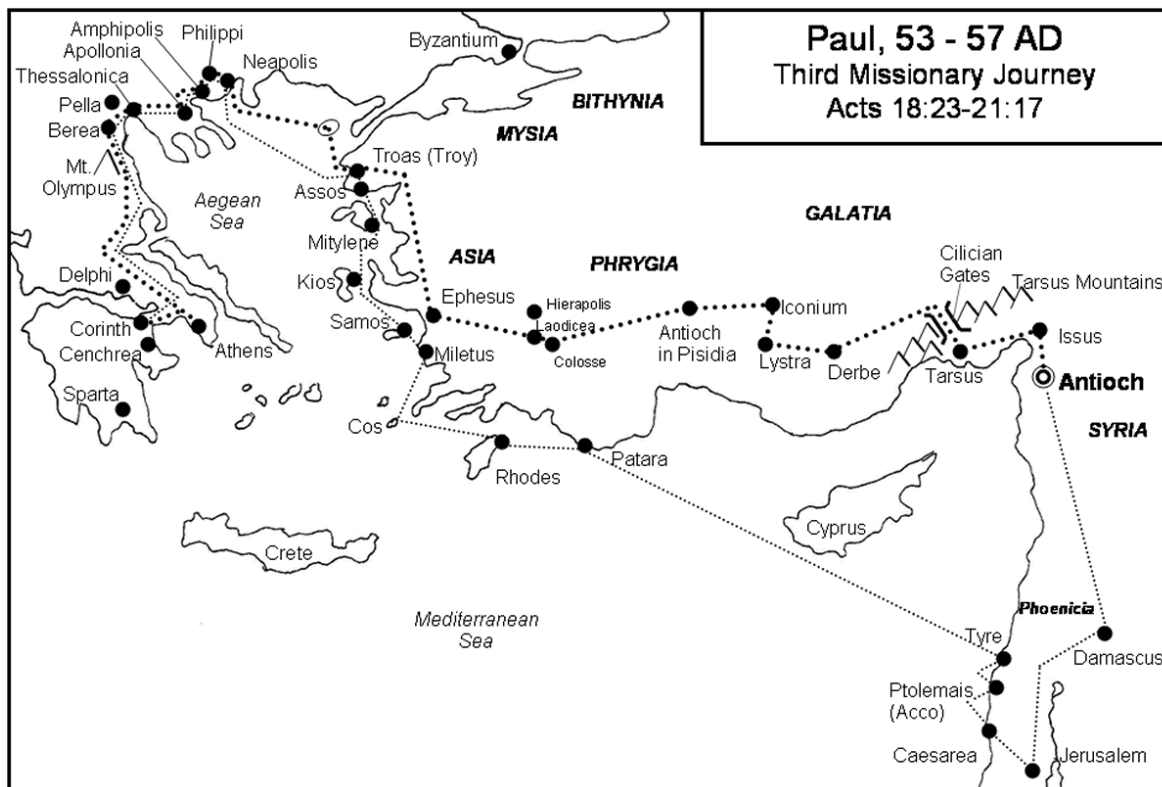 Paul, 53 - 57 AD
Third Missionary Journey
Acts 18:23-21:17
Amphipolis
Philippi
Apollonia
Byzantium
Thessalonica
Neapolis
Pella
BITHYNIA
Berea
MYSIA
Mt.
Olympus
Troas (Troy)
Assos
Aegean
Sea
GALATIA
Mitylene
ASIA
PHRYGIA
Cilician
Gates
Delphi
Kios
Tarsus Mountains
Ephesus
Hierapolis
Iconium
Corinth
Samos
Laodicea
Antioch
in Pisidia
Issus
Cenchrea
Athens
Miletus
Colosse
Lystra
Derbe
Tarsus
Antioch
Sparta
Cos
SYRIA
Rhodes
Patara
Cyprus
Crete
Mediterranean
Sea
Phoenicia
Tyre
Damascus
Ptolemais
(Acco)
Caesarea
Jerusalem